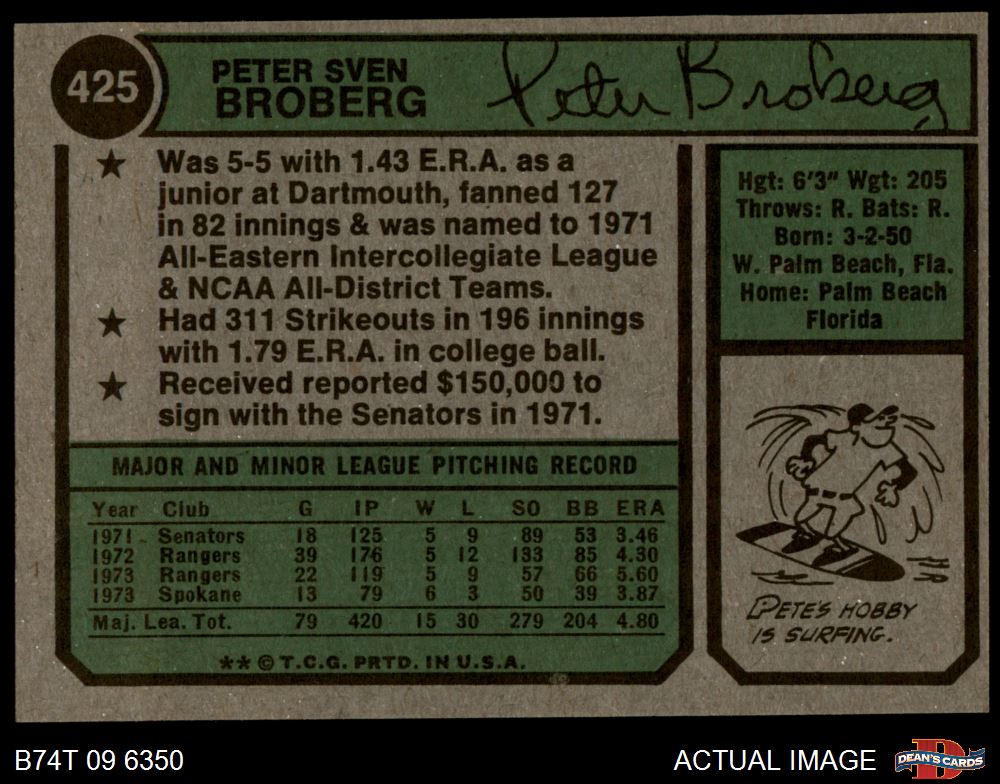 425
PETER SVEN
BROBERG
Peter Broberg
★ Was 5-5 with 1.43 E.R.A. as a
junior at Dartmouth, fanned 127
in 82 innings & was named to 1971
All-Eastern Intercollegiate League
& NCAA All-District Teams.
★ Had 311 Strikeouts in 196 innings
with 1.79 E.R.A. in college ball.
★ Received reported $150,000 to
sign with the Senators in 1971.
Hgt: 6'3" Wgt: 205
Throws: R. Bats: R.
Born: 3-2-50
W. Palm Beach, Fla.
Home: Palm Beach
Florida
MAJOR AND MINOR LEAGUE PITCHING RECORD
Year Club G IP W L SO BB ERA
1971 Senators 18 125 5 9 89 53 3.46
1972 Rangers 39 176 5 12 133 85 4.30
1973 Rangers 22 119 5 9 57 66 5.60
1973 Spokane 13 79 6 3 50 39 3.87
Maj. Lea. Tot. 79 420 15 30 279 204 4.80
** © T.C.G. PRTD. IN U.S.A.
PETE'S HOBBY
IS SURFING.
B74T 09 6350
ACTUAL IMAGE
D
DEAN'S CARDS